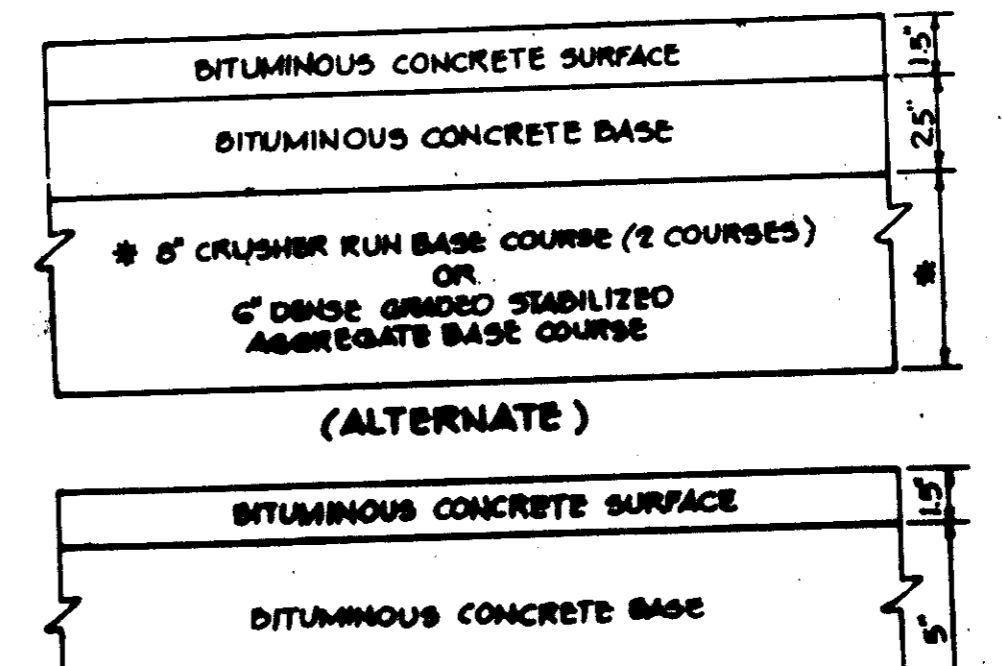 BITUMINOUS CONCRETE SURFACE
1.5"
BITUMINOUS CONCRETE BASE
2.5"
* 8" CRUSHER RUN BASE COURSE (2 COURSES)
OR
6" DENSE GRADED STABILIZED
AGGREGATE BASE COURSE
*
(ALTERNATE)
BITUMINOUS CONCRETE SURFACE
1.5"
BITUMINOUS CONCRETE BASE
5"